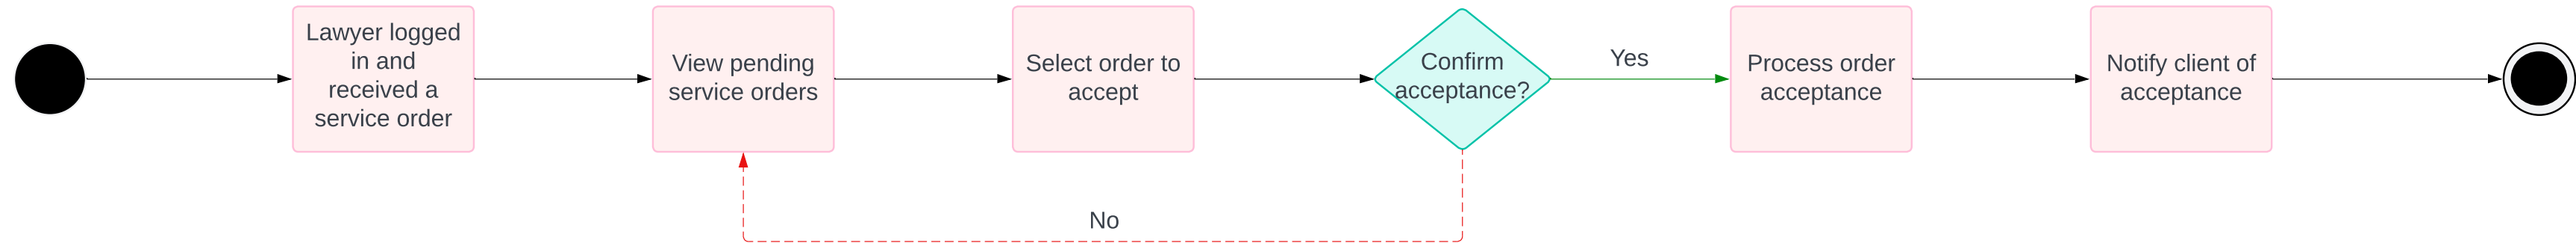 Lawyer logged
in and
received a
service order
View pending
service orders
Select order to
accept
Confirm
acceptance?
Yes
Process order
acceptance
Notify client of
acceptance
No